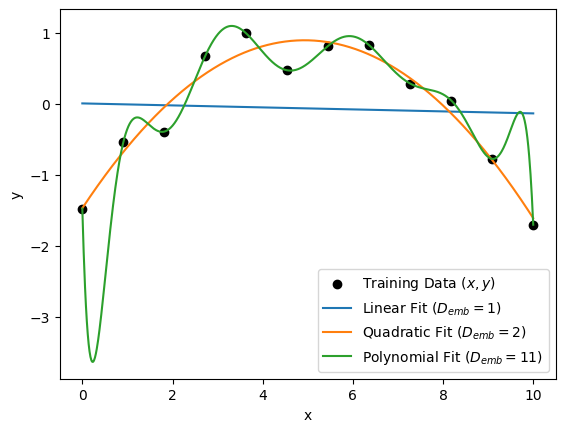 1
0
−1
−2
−3
y
0
2
4
6
8
10
x
Training Data (x, y)
Linear Fit (D_emb = 1)
Quadratic Fit (D_emb = 2)
Polynomial Fit (D_emb = 11)